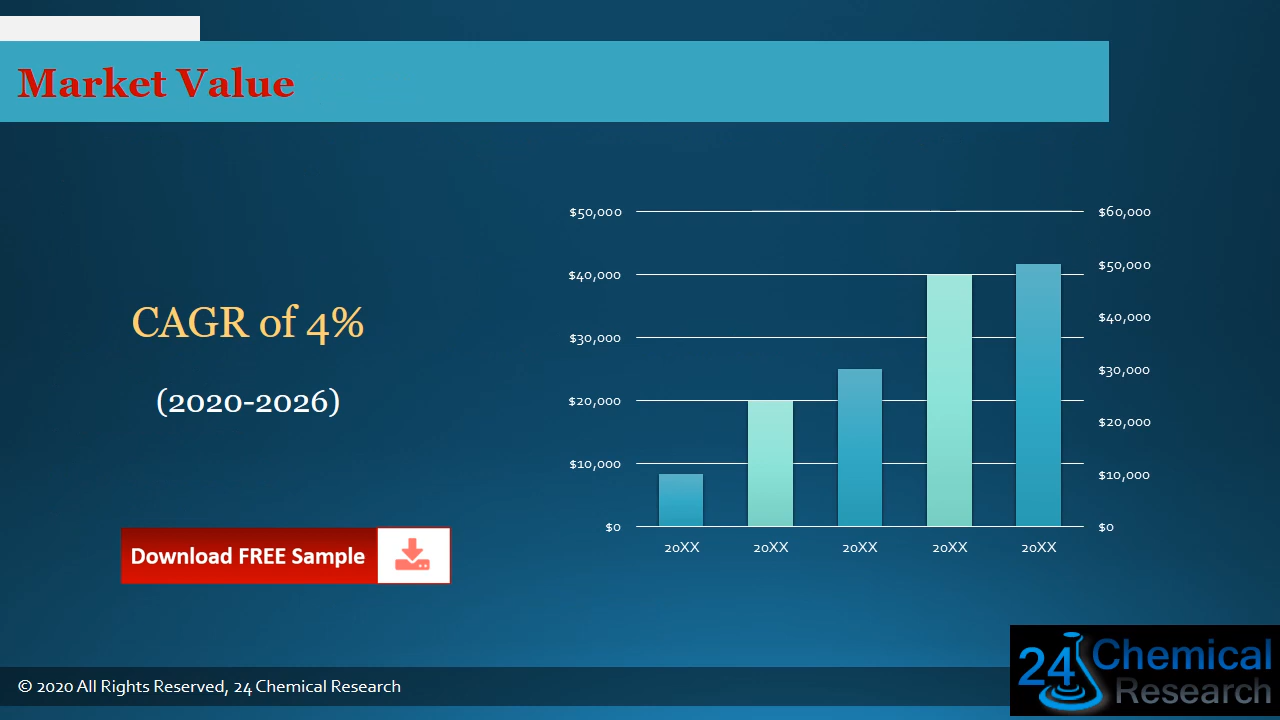 Market Value
CAGR of 4%
(2020-2026)
Download FREE Sample
$50,000
$40,000
$30,000
$20,000
$10,000
$0
$60,000
$50,000
$40,000
$30,000
$20,000
$10,000
$0
20XX 20XX 20XX 20XX 20XX
© 2020 All Rights Reserved, 24 Chemical Research
24 Chemical
Research